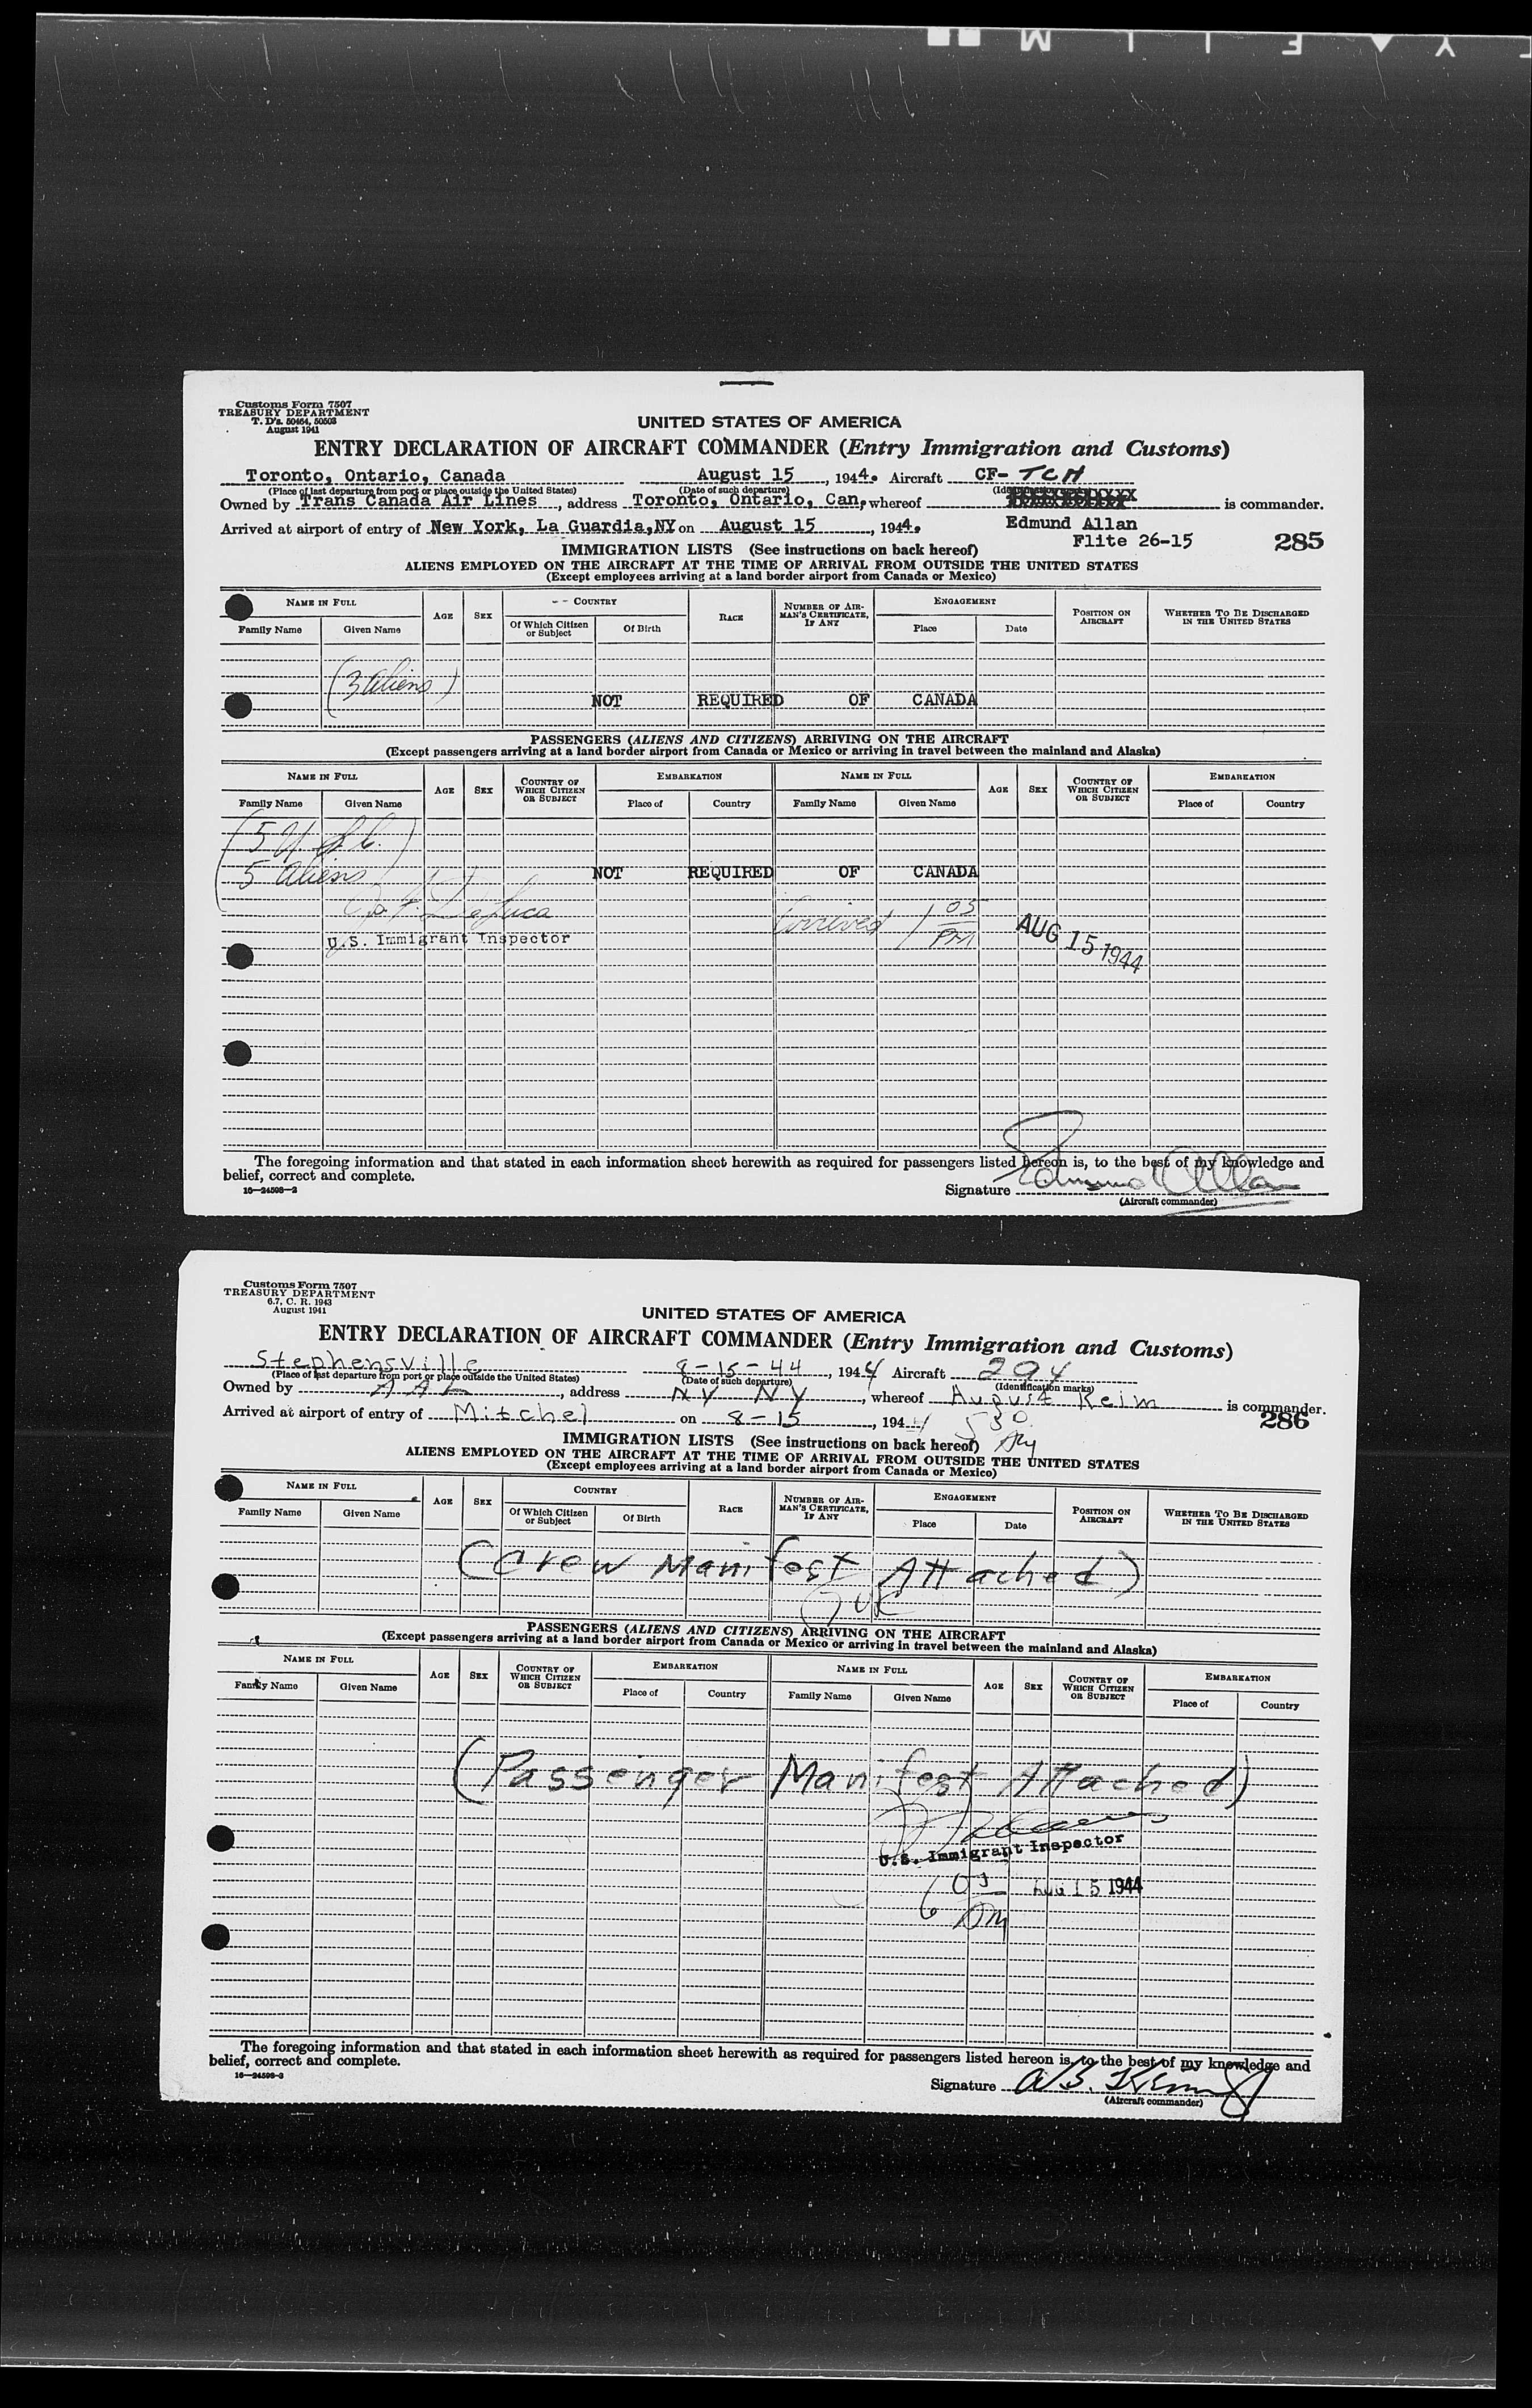 Customs Form 7507
TREASURY DEPARTMENT
T. D's. 50464, 50503
August 1941
UNITED STATES OF AMERICA
ENTRY DECLARATION OF AIRCRAFT COMMANDER (Entry Immigration and Customs)
Toronto, Ontario, Canada August 15, 1944. Aircraft CF-TCH
(Place of last departure from port or place outside the United States) (Date of such departure)
Owned by Trans Canada Air Lines, address Toronto, Ontario, Can, whereof is commander.
Arrived at airport of entry of New York, La Guardia, NY on August 15, 1944. Edmund Allan
Flite 26-15 285
IMMIGRATION LISTS (See instructions on back hereof)
ALIENS EMPLOYED ON THE AIRCRAFT AT THE TIME OF ARRIVAL FROM OUTSIDE THE UNITED STATES
(Except employees arriving at a land border airport from Canada or Mexico)
NAME IN FULL AGE SEX COUNTRY RACE NUMBER OF AIRMAN'S CERTIFICATE, IF ANY ENGAGEMENT POSITION ON AIRCRAFT WHETHER TO BE DISCHARGED IN THE UNITED STATES
Family Name Given Name Of Which Citizen or Subject Of Birth Place Date
(3 aliens)
NOT REQUIRED OF CANADA
PASSENGERS (ALIENS AND CITIZENS) ARRIVING ON THE AIRCRAFT
(Except passengers arriving at a land border airport from Canada or Mexico or arriving in travel between the mainland and Alaska)
NAME IN FULL AGE SEX COUNTRY OF WHICH CITIZEN OR SUBJECT EMBARKATION NAME IN FULL AGE SEX COUNTRY OF WHICH CITIZEN OR SUBJECT EMBARKATION
Family Name Given Name Place of Country Family Name Given Name Place of Country
(5 U.S.C.)
5 aliens NOT REQUIRED OF CANADA
DeLuca Arrived 1 05 PM AUG 15 1944
U.S. Immigrant Inspector
The foregoing information and that stated in each information sheet herewith as required for passengers listed hereon is, to the best of my knowledge and
belief, correct and complete.
16—24598—2
Signature Edmund Allan
(Aircraft commander)
Customs Form 7507
TREASURY DEPARTMENT
6.7, C. R. 1943
August 1941
UNITED STATES OF AMERICA
ENTRY DECLARATION OF AIRCRAFT COMMANDER (Entry Immigration and Customs)
Stephensville 8-15-44, 1944 Aircraft 294
(Place of last departure from port or place outside the United States) (Date of such departure) (Identification marks)
Owned by AAL, address NY NY, whereof August Keim is commander.
Arrived at airport of entry of Mitchel on 8-15, 1944 530 286
IMMIGRATION LISTS (See instructions on back hereof)
ALIENS EMPLOYED ON THE AIRCRAFT AT THE TIME OF ARRIVAL FROM OUTSIDE THE UNITED STATES
(Except employees arriving at a land border airport from Canada or Mexico)
NAME IN FULL AGE SEX COUNTRY RACE NUMBER OF AIRMAN'S CERTIFICATE, IF ANY ENGAGEMENT POSITION ON AIRCRAFT WHETHER TO BE DISCHARGED IN THE UNITED STATES
Family Name Given Name Of Which Citizen or Subject Of Birth Place Date
(Crew Manifest Attached)
PASSENGERS (ALIENS AND CITIZENS) ARRIVING ON THE AIRCRAFT
(Except passengers arriving at a land border airport from Canada or Mexico or arriving in travel between the mainland and Alaska)
NAME IN FULL AGE SEX COUNTRY OF WHICH CITIZEN OR SUBJECT EMBARKATION NAME IN FULL AGE SEX COUNTRY OF WHICH CITIZEN OR SUBJECT EMBARKATION
Family Name Given Name Place of Country Family Name Given Name Place of Country
(Passenger Manifest Attached)
U.S. Immigrant Inspector
AUG 15 1944
The foregoing information and that stated in each information sheet herewith as required for passengers listed hereon is, to the best of my knowledge and
belief, correct and complete.
16—24598-3
Signature A.B. Keim
(Aircraft commander)